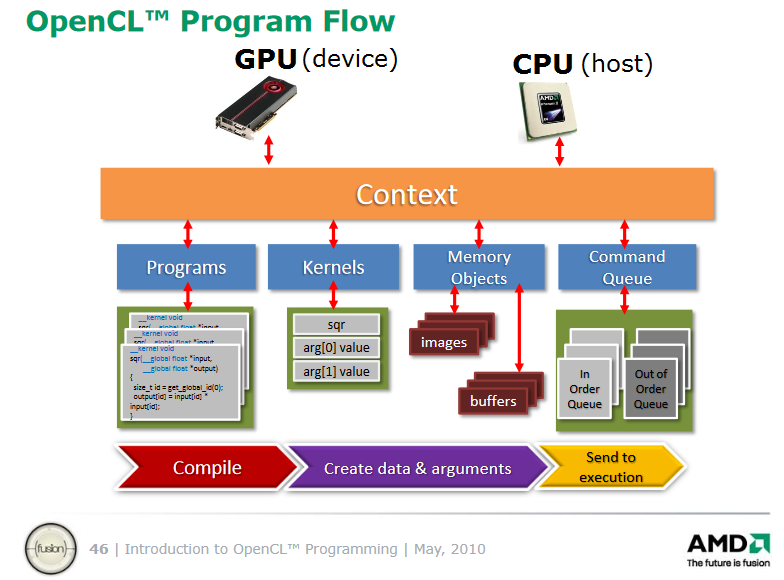 OpenCL™ Program Flow
GPU (device)
CPU (host)
AMD
Context
Programs
Kernels
Memory
Objects
Command
Queue
__kernel void
sqr(__global float *input,
__kernel void
sqr(__global float *input,
__kernel void
sqr(__global float *input,
__global float *output)
{
size_t id = get_global_id(0);
output[id] = input[id] *
input[id];
}
sqr
arg[0] value
arg[1] value
images
buffers
In
Order
Queue
Out of
Order
Queue
Compile
Create data & arguments
Send to
execution
(fusion)
46 | Introduction to OpenCL™ Programming | May, 2010
AMD
The future is fusion